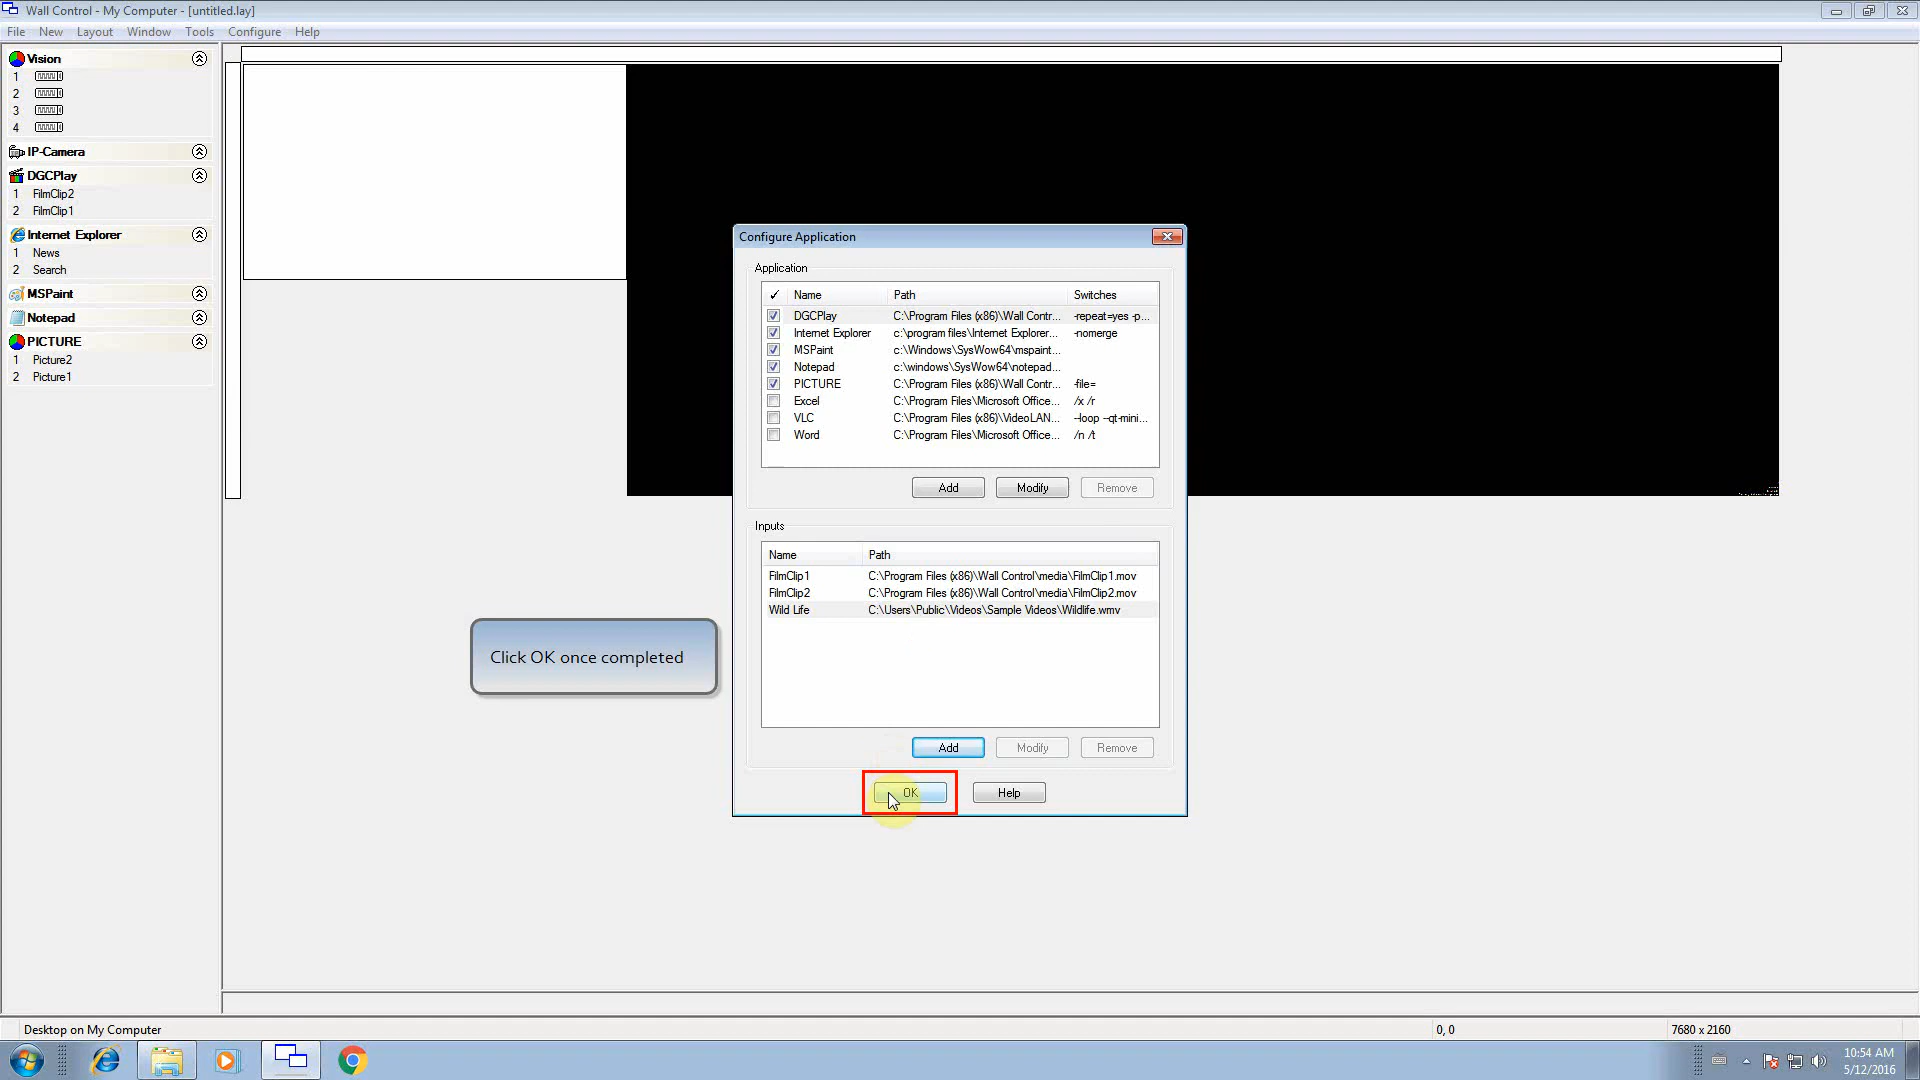 Wall Control - My Computer - [untitled.lay]
File New Layout Window Tools Configure Help
Vision
1
2
3
4
IP-Camera
DGCPlay
1 FilmClip2
2 FilmClip1
Internet Explorer
1 News
2 Search
MSPaint
Notepad
PICTURE
1 Picture2
2 Picture1
Configure Application
Application
✓ Name Path Switches
DGCPlay C:\Program Files (x86)\Wall Contr... -repeat=yes -p...
Internet Explorer c:\program files\Internet Explorer... -nomerge
MSPaint c:\Windows\SysWow64\mspaint...
Notepad c:\windows\SysWow64\notepad...
PICTURE C:\Program Files (x86)\Wall Contr... -file=
Excel C:\Program Files\Microsoft Office... /x /r
VLC C:\Program Files (x86)\VideoLAN... --loop --qt-mini...
Word C:\Program Files\Microsoft Office... /n /t
Add Modify Remove
Inputs
Name Path
FilmClip1 C:\Program Files (x86)\Wall Control\media\FilmClip1.mov
FilmClip2 C:\Program Files (x86)\Wall Control\media\FilmClip2.mov
Wild Life C:\Users\Public\Videos\Sample Videos\Wildlife.wmv
Click OK once completed
Add Modify Remove
OK Help
Desktop on My Computer 0, 0 7680 x 2160
10:54 AM
5/12/2016